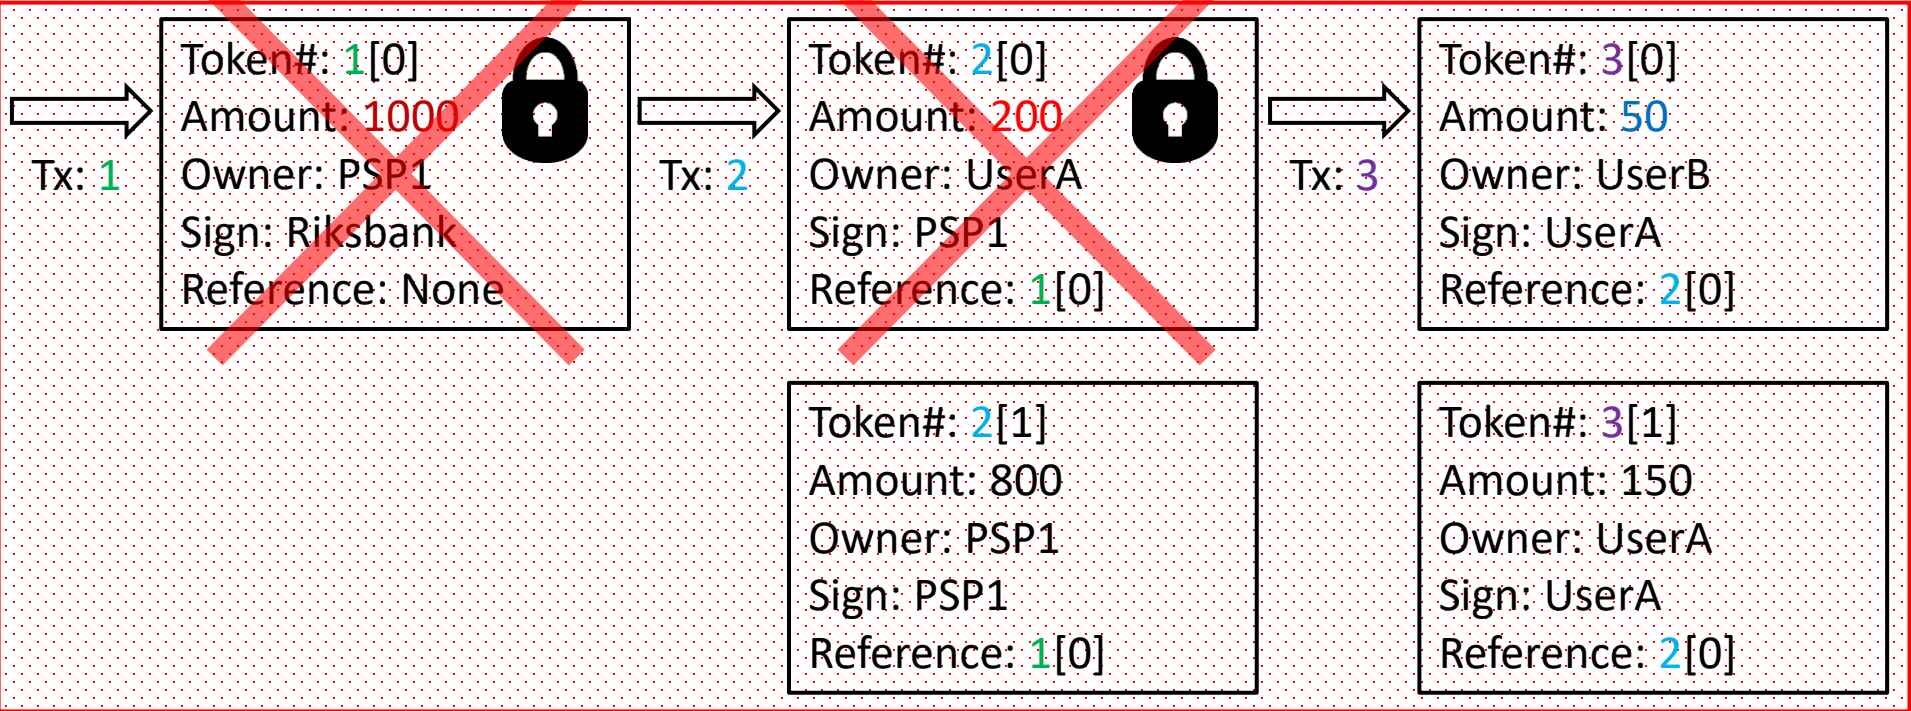 Tx: 1
Token#: 1[0]
Amount: 1000
Owner: PSP1
Sign: Riksbank
Reference: None
Tx: 2
Token#: 2[0]
Amount: 200
Owner: UserA
Sign: PSP1
Reference: 1[0]
Token#: 2[1]
Amount: 800
Owner: PSP1
Sign: PSP1
Reference: 1[0]
Tx: 3
Token#: 3[0]
Amount: 50
Owner: UserB
Sign: UserA
Reference: 2[0]
Token#: 3[1]
Amount: 150
Owner: UserA
Sign: UserA
Reference: 2[0]